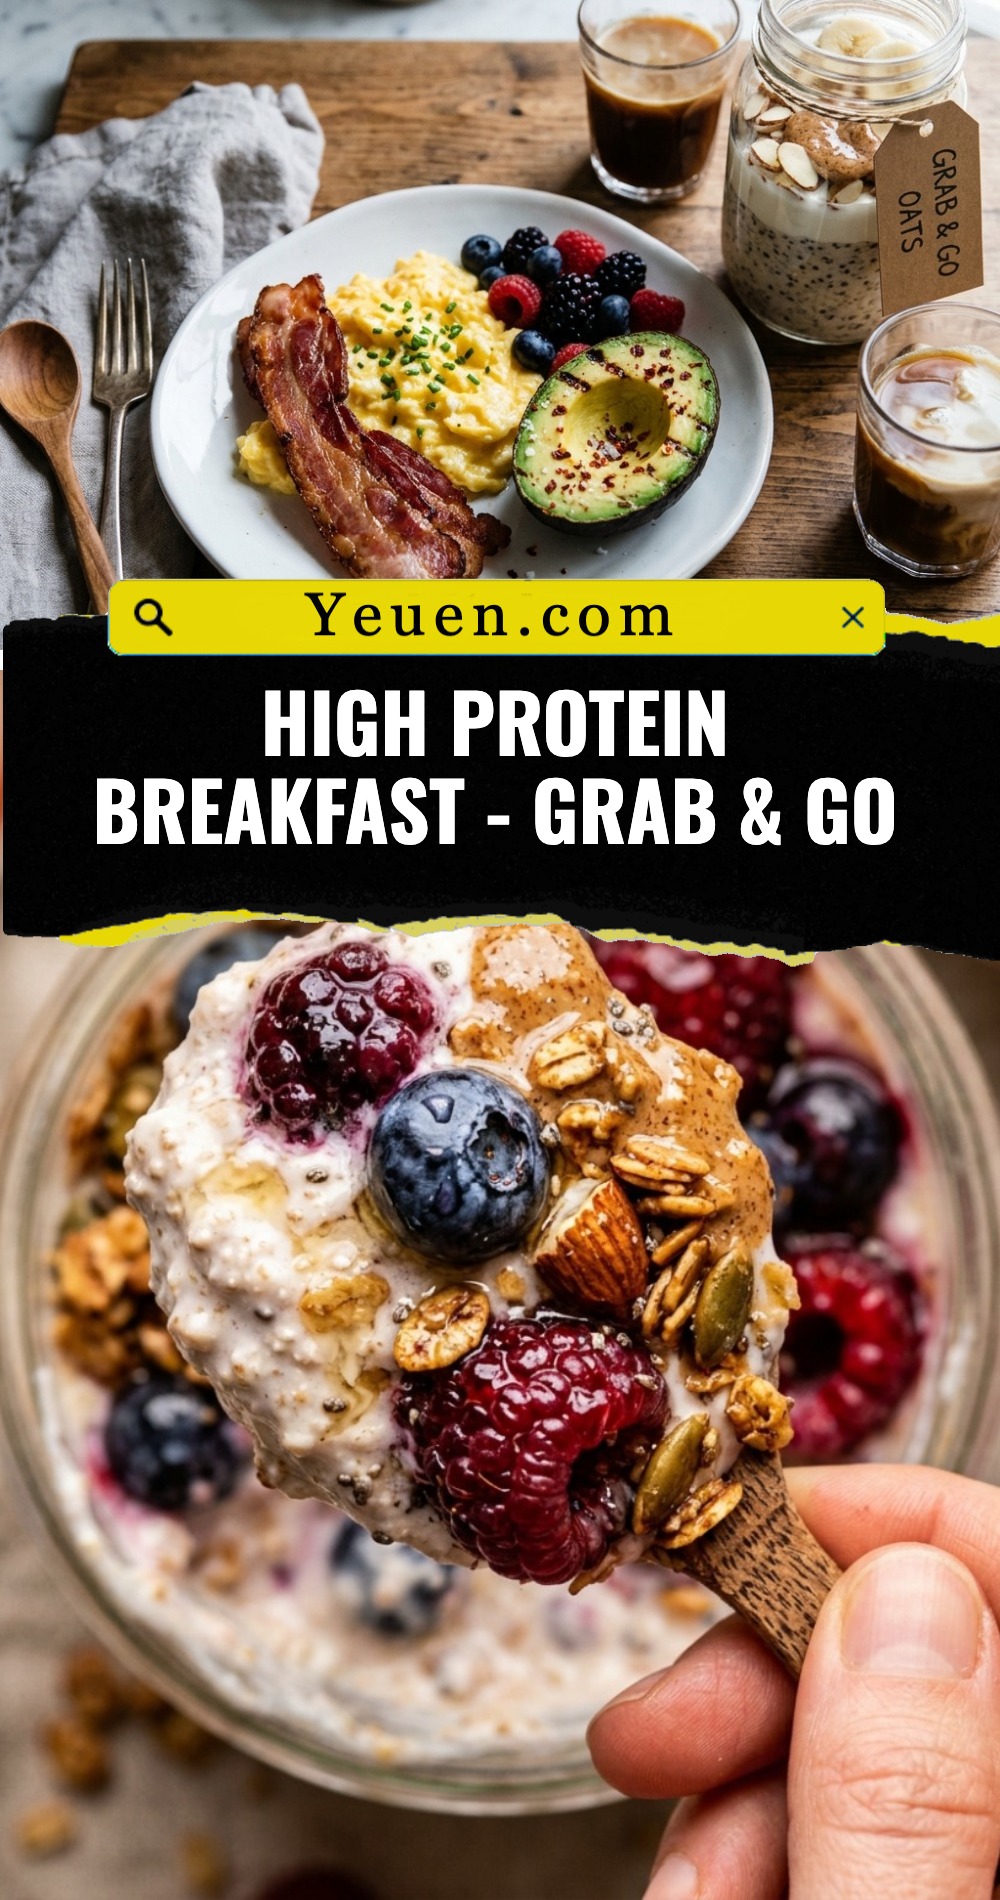 GRAB & GO
OATS
Yeuen.com
HIGH PROTEIN
BREAKFAST - GRAB & GO